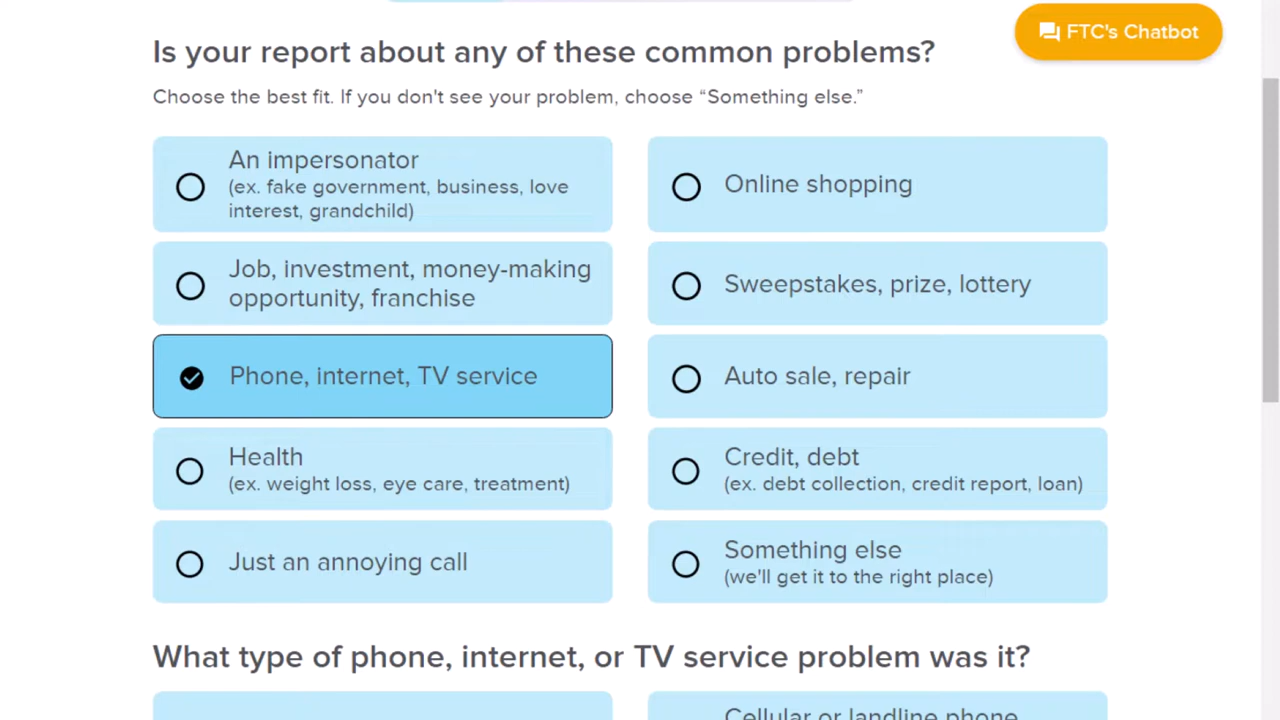 FTC's Chatbot
Is your report about any of these common problems?
Choose the best fit. If you don't see your problem, choose “Something else.”
An impersonator
(ex. fake government, business, love
interest, grandchild)
Online shopping
Job, investment, money-making
opportunity, franchise
Sweepstakes, prize, lottery
Phone, internet, TV service
Auto sale, repair
Health
(ex. weight loss, eye care, treatment)
Credit, debt
(ex. debt collection, credit report, loan)
Just an annoying call
Something else
(we'll get it to the right place)
What type of phone, internet, or TV service problem was it?
Cellular or landline phone